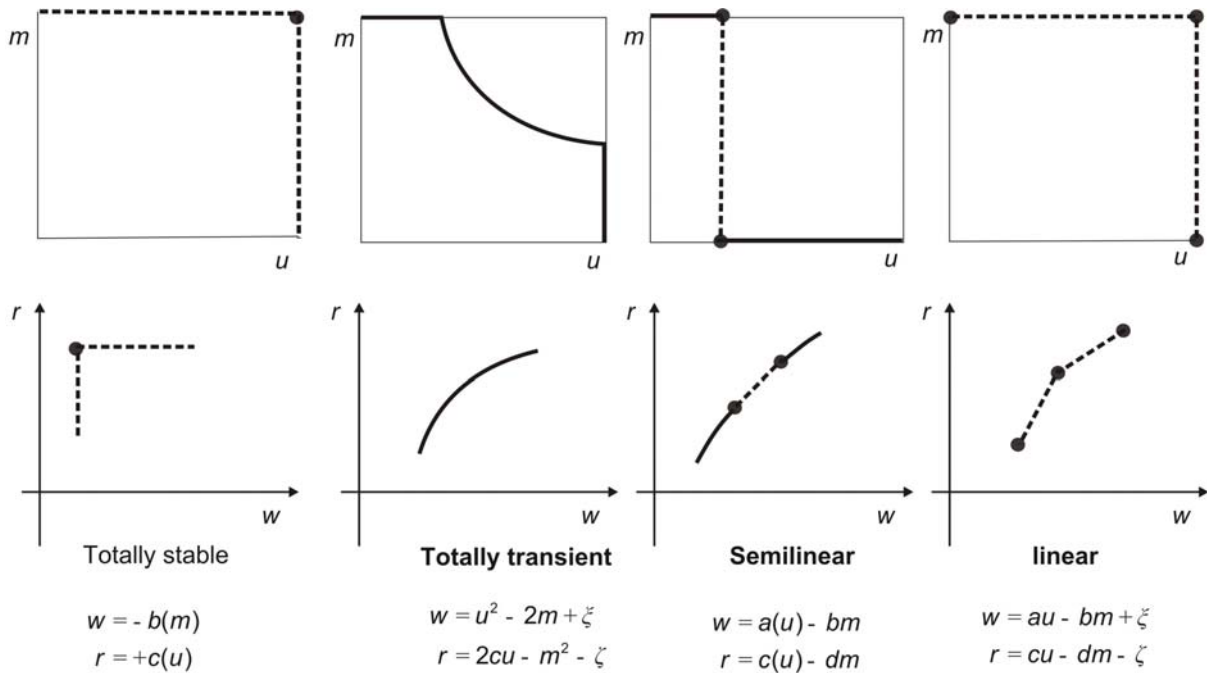 m
u
m
u
m
u
m
u
r
w
r
w
r
w
r
w
Totally stable
Totally transient
Semilinear
linear
w = - b(m)
r = +c(u)
w = u² - 2m + ξ
r = 2cu - m² - ζ
w = a(u) - bm
r = c(u) - dm
w = au - bm + ξ
r = cu - dm - ζ